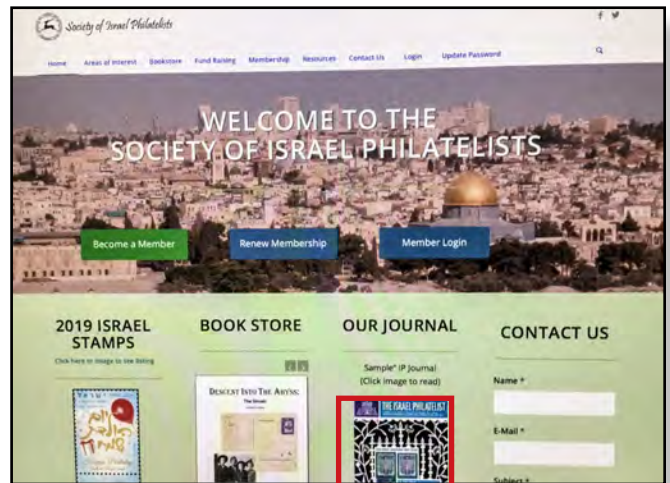 Society of Israel Philatelists
Home Areas of Interest Bookstore Fund Raising Membership Resources Contact Us Login Update Password
WELCOME TO THE
SOCIETY OF ISRAEL PHILATELISTS
Become a Member Renew Membership Member Login
2019 ISRAEL
STAMPS
Click here or image to see listing
BOOK STORE
DESCENT INTO THE ABYSS:
OUR JOURNAL
Sample" IP Journal
(Click image to read)
THE ISRAEL PHILATELIST
CONTACT US
Name *
E-Mail *
Subject *